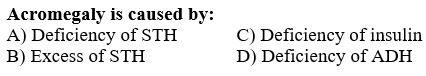 Acromegaly is caused by:
A) Deficiency of STH C) Deficiency of insulin
B) Excess of STH D) Deficiency of ADH